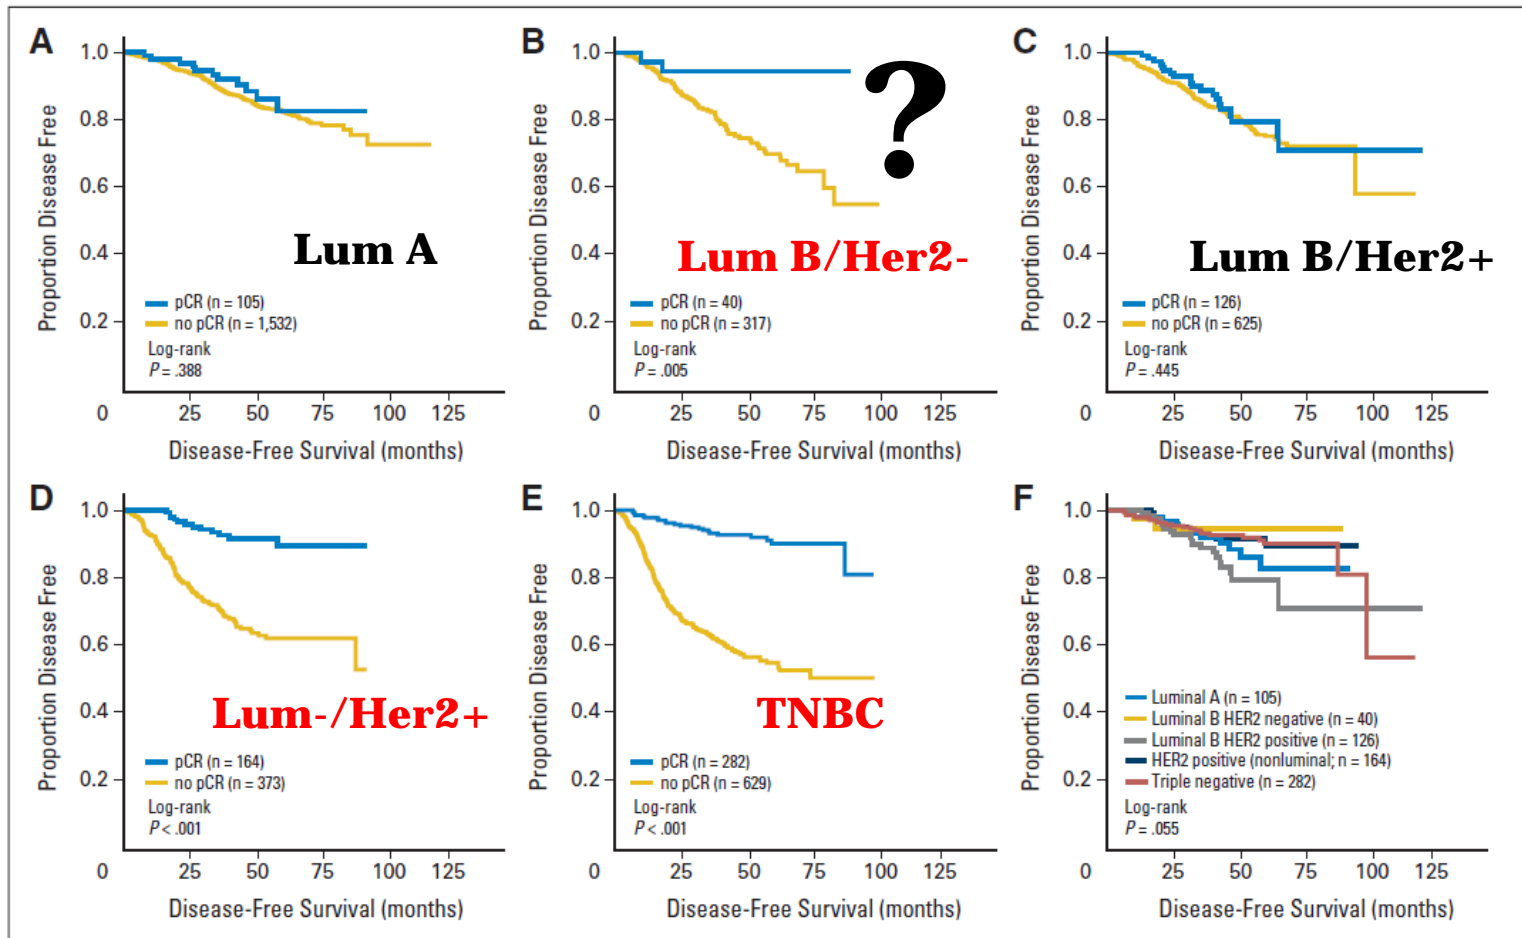 A
1.0
0.8
0.6
0.4
0.2
0
Proportion Disease Free
Lum A
pCR (n = 105)
no pCR (n = 1,532)
Log-rank
P = .388
25 50 75 100 125
Disease-Free Survival (months)
B
1.0
0.8
0.6
0.4
0.2
0
Proportion Disease Free
?
Lum B/Her2-
pCR (n = 40)
no pCR (n = 317)
Log-rank
P = .005
25 50 75 100 125
Disease-Free Survival (months)
C
1.0
0.8
0.6
0.4
0.2
0
Proportion Disease Free
Lum B/Her2+
pCR (n = 126)
no pCR (n = 625)
Log-rank
P = .445
25 50 75 100 125
Disease-Free Survival (months)
D
1.0
0.8
0.6
0.4
0.2
0
Proportion Disease Free
Lum-/Her2+
pCR (n = 164)
no pCR (n = 373)
Log-rank
P < .001
25 50 75 100 125
Disease-Free Survival (months)
E
1.0
0.8
0.6
0.4
0.2
0
Proportion Disease Free
TNBC
pCR (n = 282)
no pCR (n = 629)
Log-rank
P < .001
25 50 75 100 125
Disease-Free Survival (months)
F
1.0
0.8
0.6
0.4
0.2
0
Proportion Disease Free
Luminal A (n = 105)
Luminal B HER2 negative (n = 40)
Luminal B HER2 positive (n = 126)
HER2 positive (nonluminal; n = 164)
Triple negative (n = 282)
Log-rank
P = .055
25 50 75 100 125
Disease-Free Survival (months)